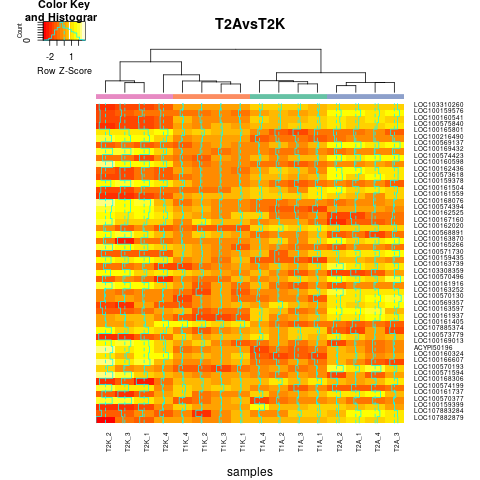 Color Key
and Histogram
Count
0
-2 1
Row Z-Score
T2AvsT2K
LOC103310260
LOC100159576
LOC100160541
LOC100575840
LOC100165801
LOC100216490
LOC100569137
LOC100169432
LOC100574423
LOC100160598
LOC100162436
LOC100573618
LOC100159378
LOC100161504
LOC100161559
LOC100168076
LOC100574394
LOC100162525
LOC100167160
LOC100162020
LOC100568891
LOC100163870
LOC100165266
LOC100571730
LOC100159435
LOC100163739
LOC103308359
LOC100570496
LOC100161916
LOC100163252
LOC100570130
LOC100569357
LOC100163597
LOC100161937
LOC100161405
LOC107885374
LOC100573779
LOC100169013
ACYPI50196
LOC100160324
LOC100166607
LOC100570193
LOC100571594
LOC100168306
LOC100574199
LOC100161737
LOC100570377
LOC100159399
LOC107883284
LOC107882879
T2K_2
T2K_3
T2K_1
T2K_4
T1K_4
T1K_2
T1K_3
T1K_1
T1A_4
T1A_2
T1A_3
T1A_1
T2A_2
T2A_1
T2A_4
T2A_3
samples